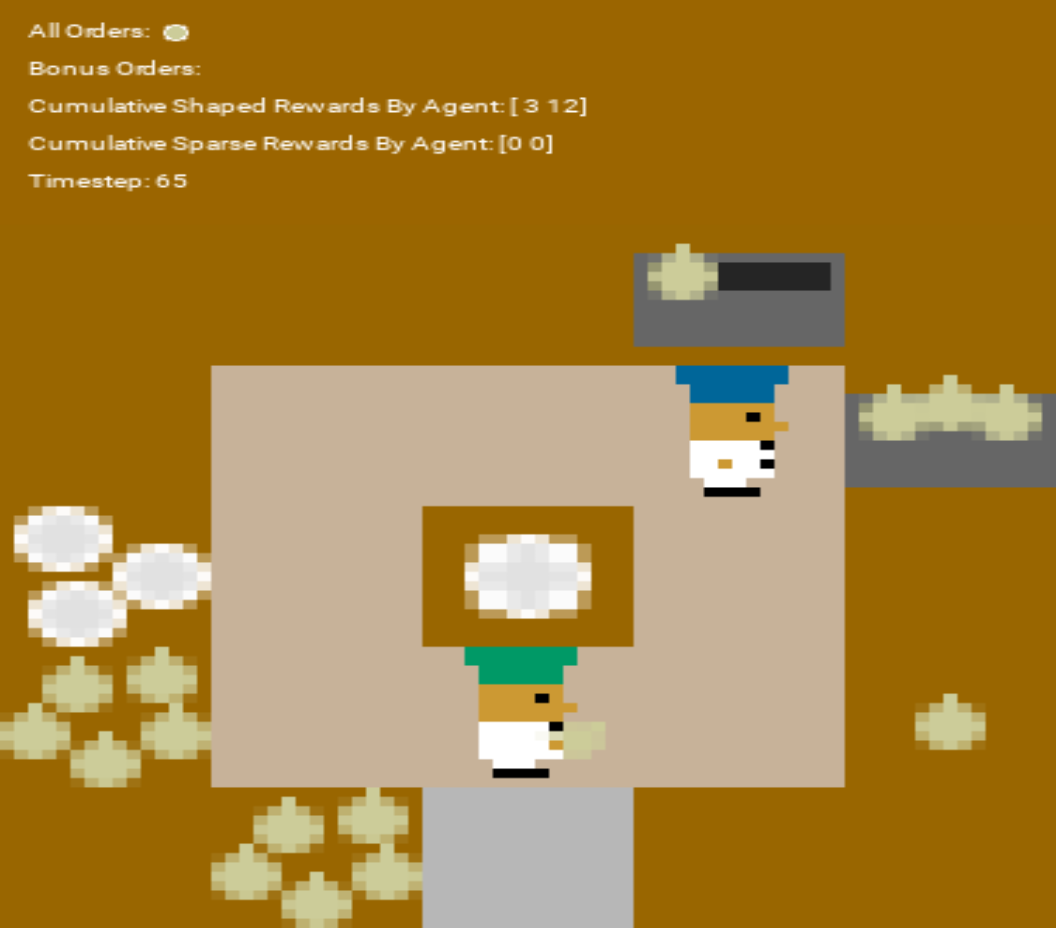 All Orders:
Bonus Orders:
Cumulative Shaped Rewards By Agent: [ 3 12]
Cumulative Sparse Rewards By Agent: [0 0]
Timestep: 65